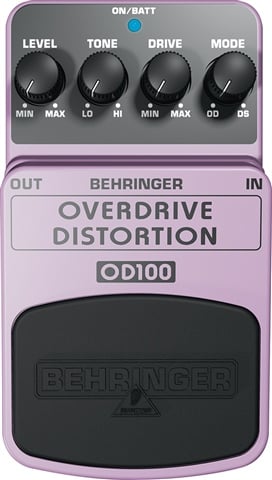 ON/BATT
LEVEL TONE DRIVE MODE
MIN MAX LO HI MIN MAX OD DS
OUT BEHRINGER IN
OVERDRIVE
DISTORTION
OD100
BEHRINGER